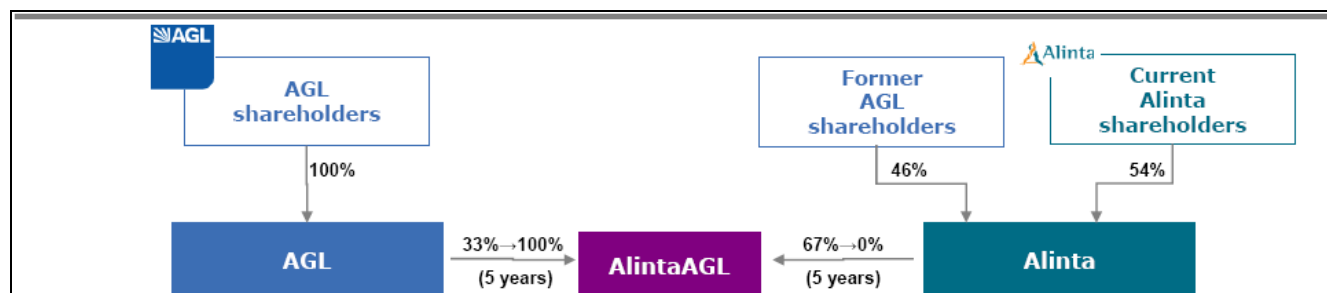 AGL
AGL
shareholders
Former
AGL
shareholders
Alinta
Current
Alinta
shareholders
100%
46%
54%
AGL
33%→100%
(5 years)
AlintaAGL
67%→0%
(5 years)
Alinta